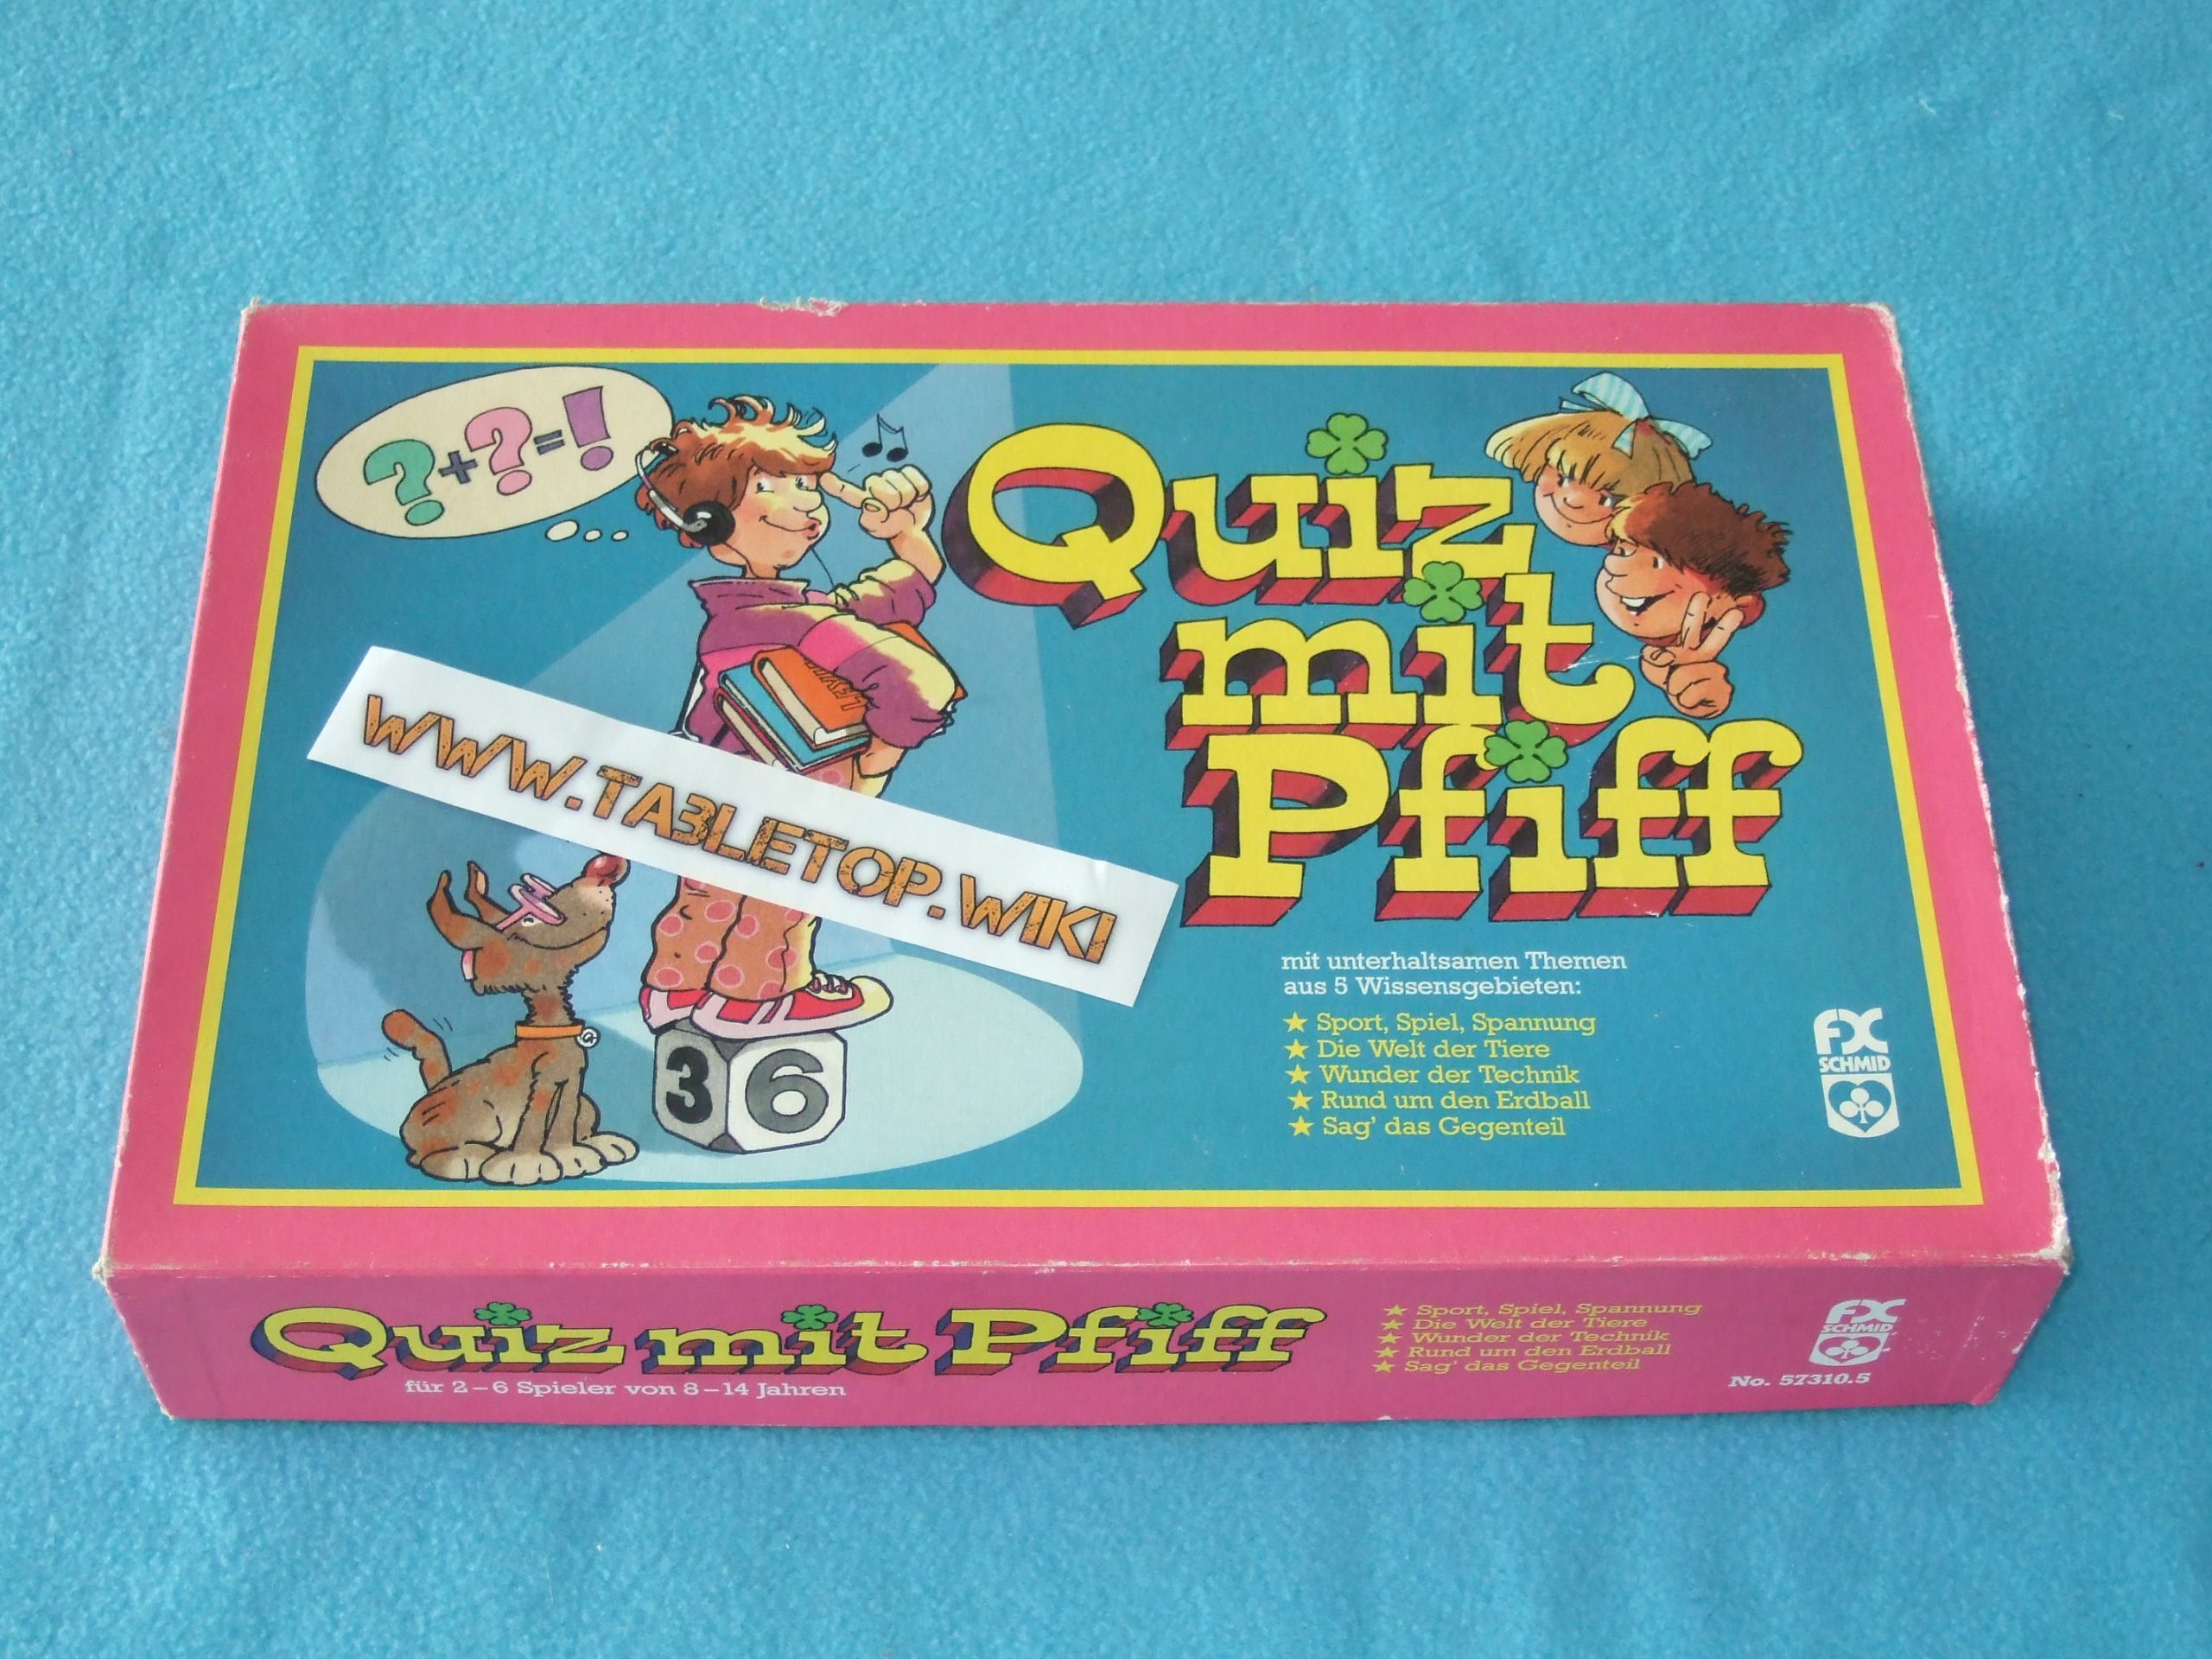 ? + ? = !
Quiz
mit
Pfiff
WWW.TABLETOP.WIKI
mit unterhaltsamen Themen
aus 5 Wissensgebieten:
★ Sport, Spiel, Spannung
★ Die Welt der Tiere
★ Wunder der Technik
★ Rund um den Erdball
★ Sag' das Gegenteil
FX
SCHMID
3 6
Quiz mit Pfiff
für 2–6 Spieler von 8–14 Jahren
★ Sport, Spiel, Spannung
★ Die Welt der Tiere
★ Wunder der Technik
★ Rund um den Erdball
★ Sag' das Gegenteil
FX
SCHMID
No. 57310.5